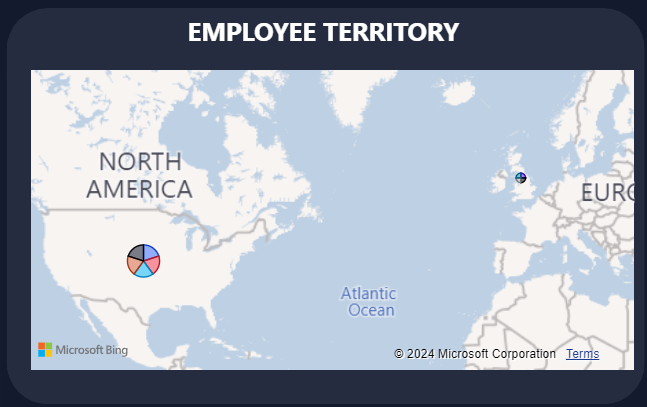 EMPLOYEE TERRITORY
NORTH
AMERICA
EURO
Atlantic
Ocean
Microsoft Bing
© 2024 Microsoft Corporation Terms